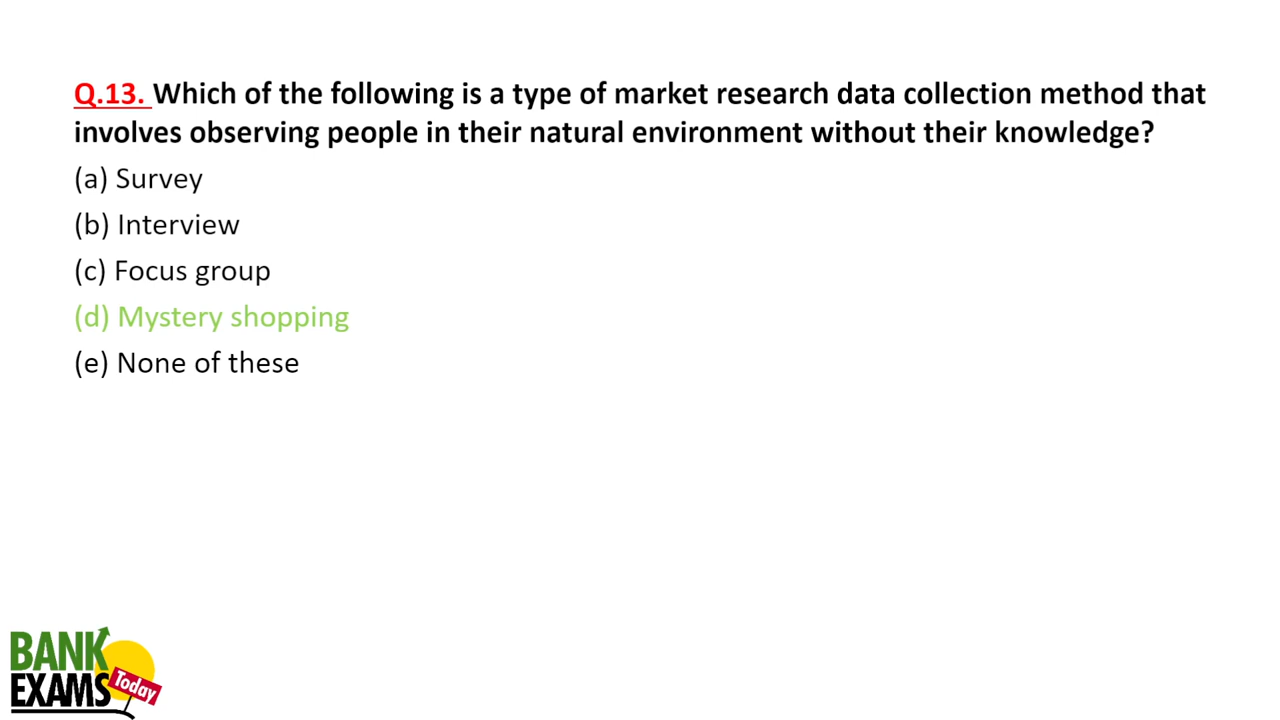 Q.13. Which of the following is a type of market research data collection method that
involves observing people in their natural environment without their knowledge?
(a) Survey
(b) Interview
(c) Focus group
(d) Mystery shopping
(e) None of these
BANK
EXAMS
Today